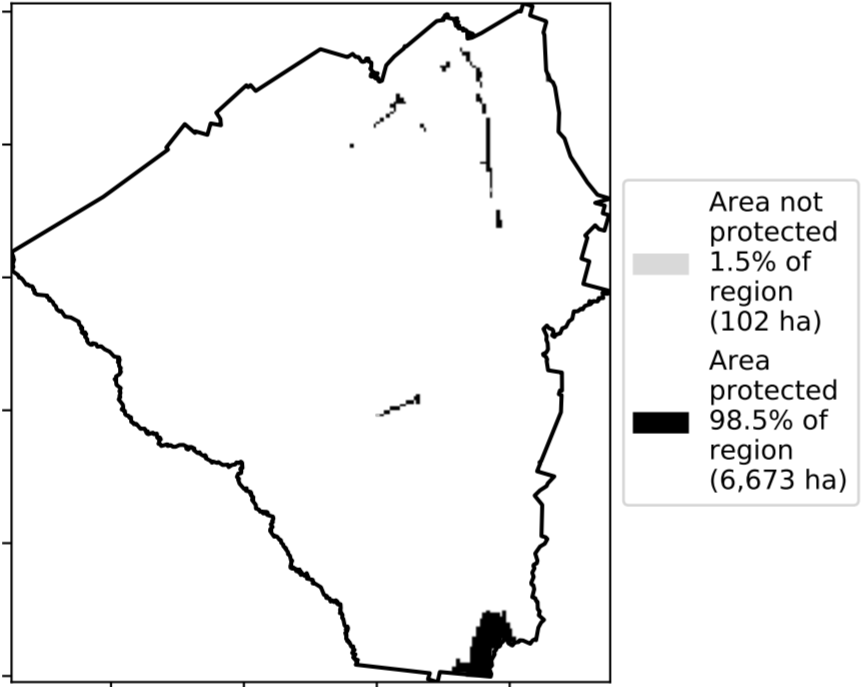 Area not
protected
1.5% of
region
(102 ha)
Area
protected
98.5% of
region
(6,673 ha)